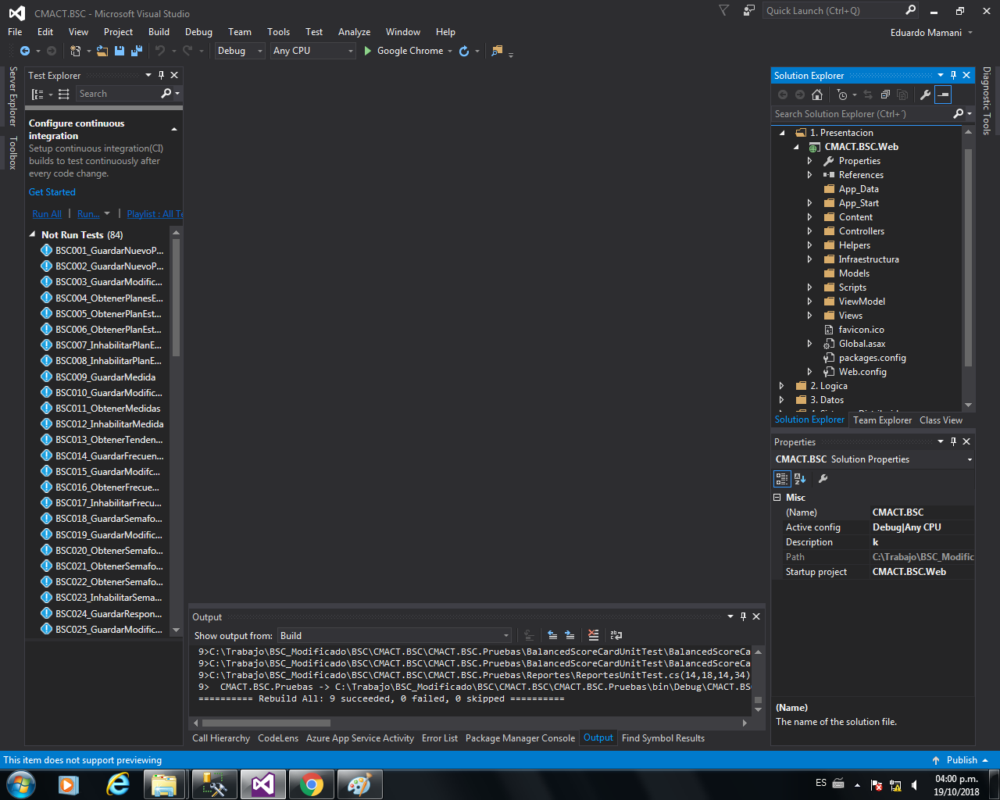 CMACT.BSC - Microsoft Visual Studio
Quick Launch (Ctrl+Q)
File Edit View Project Build Debug Team Tools Test Analyze Window Help
Eduardo Mamani
Debug Any CPU Google Chrome
Server Explorer
Toolbox
Test Explorer
Search
Configure continuous
integration
Setup continuous integration(CI)
builds to test continuously after
every code change.
Get Started
Run All | Run... | Playlist : All Te
Not Run Tests (84)
BSC001_GuardarNuevoP...
BSC002_GuardarNuevoP...
BSC003_GuardarModific...
BSC004_ObtenerPlanesE...
BSC005_ObtenerPlanEst...
BSC006_ObtenerPlanEst...
BSC007_InhabilitarPlanE...
BSC008_InhabilitarPlanE...
BSC009_GuardarMedida
BSC010_GuardarModific...
BSC011_ObtenerMedidas
BSC012_InhabilitarMedida
BSC013_ObtenerTenden...
BSC014_GuardarFrecuen...
BSC015_GuardarModifc...
BSC016_ObtenerFrecue...
BSC017_InhabilitarFrecu...
BSC018_GuardarSemafo...
BSC019_GuardarModific...
BSC020_ObtenerSemafo...
BSC021_ObtenerSemafo...
BSC022_ObtenerSemafo...
BSC023_InhabilitarSema...
BSC024_GuardarRespon...
BSC025_GuardarModific...
Output
Show output from: Build
9>C:\Trabajo\BSC_Modificado\BSC\CMACT.BSC\CMACT.BSC.Pruebas\BalancedScoreCardUnitTest\BalancedScoreCa
9>C:\Trabajo\BSC_Modificado\BSC\CMACT.BSC\CMACT.BSC.Pruebas\BalancedScoreCardUnitTest\BalancedScoreCa
9>C:\Trabajo\BSC_Modificado\BSC\CMACT.BSC\CMACT.BSC.Pruebas\Reportes\ReportesUnitTest.cs(14,18,14,34)
9>  CMACT.BSC.Pruebas -> C:\Trabajo\BSC_Modificado\BSC\CMACT.BSC\CMACT.BSC.Pruebas\bin\Debug\CMACT.BS
========== Rebuild All: 9 succeeded, 0 failed, 0 skipped ==========
Call Hierarchy CodeLens Azure App Service Activity Error List Package Manager Console Output Find Symbol Results
Solution Explorer
Search Solution Explorer (Ctrl+´)
1. Presentacion
CMACT.BSC.Web
Properties
References
App_Data
App_Start
Content
Controllers
Helpers
Infraestructura
Models
Scripts
ViewModel
Views
favicon.ico
Global.asax
packages.config
Web.config
2. Logica
3. Datos
Solution Explorer Team Explorer Class View
Properties
CMACT.BSC Solution Properties
Misc
(Name) CMACT.BSC
Active config Debug|Any CPU
Description k
Path C:\Trabajo\BSC_Modific
Startup project CMACT.BSC.Web
(Name)
The name of the solution file.
Diagnostic Tools
This item does not support previewing
Publish
ES
04:00 p.m.
19/10/2018